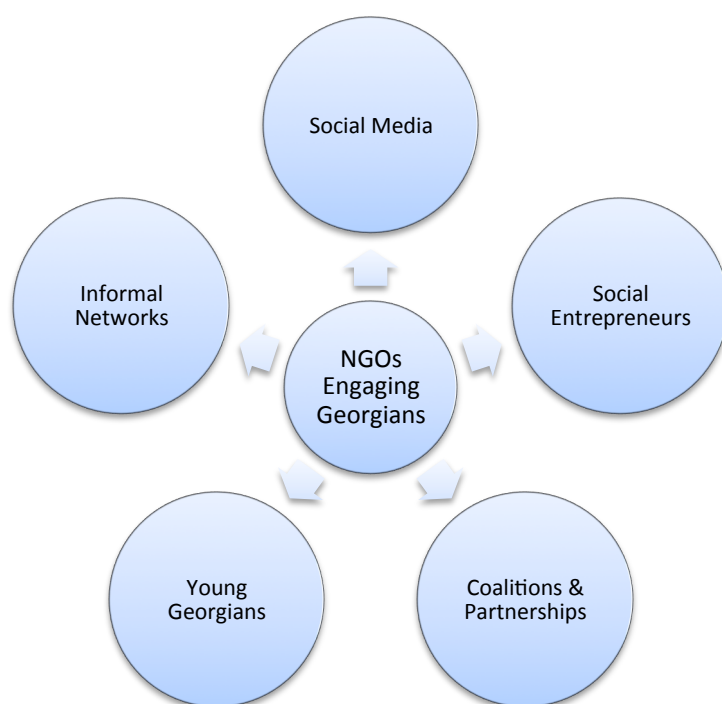 Social Media
Informal
Networks
Social
Entrepreneurs
NGOs
Engaging
Georgians
Young
Georgians
Coalitions &
Partnerships